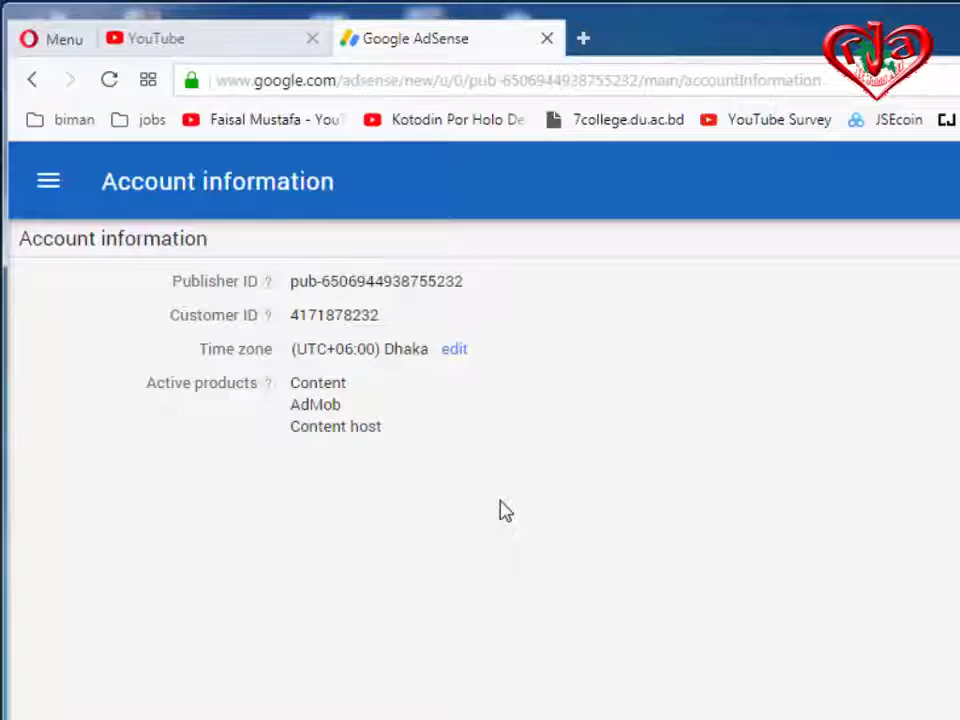 Menu
YouTube
Google AdSense
www.google.com/adsense/new/u/0/pub-6506944938755232/main/accountInformation
biman
jobs
Faisal Mustafa - You
Kotodin Por Holo De
7college.du.ac.bd
YouTube Survey
JSEcoin
Account information
Account information
Publisher ID ? pub-6506944938755232
Customer ID ? 4171878232
Time zone (UTC+06:00) Dhaka edit
Active products ? Content
AdMob
Content host
rja